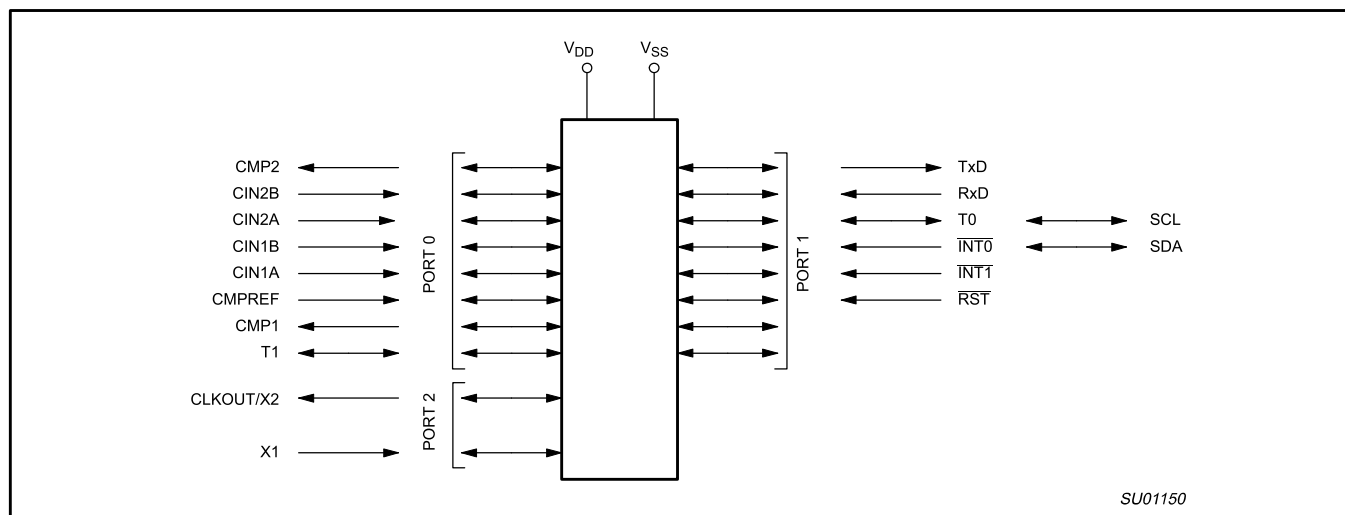 VDD VSS
CMP2 TxD
CIN2B RxD
CIN2A T0 SCL
CIN1B INT0 SDA
CIN1A INT1
CMPREF RST
CMP1
T1
PORT 0
PORT 1
CLKOUT/X2
X1
PORT 2
SU01150